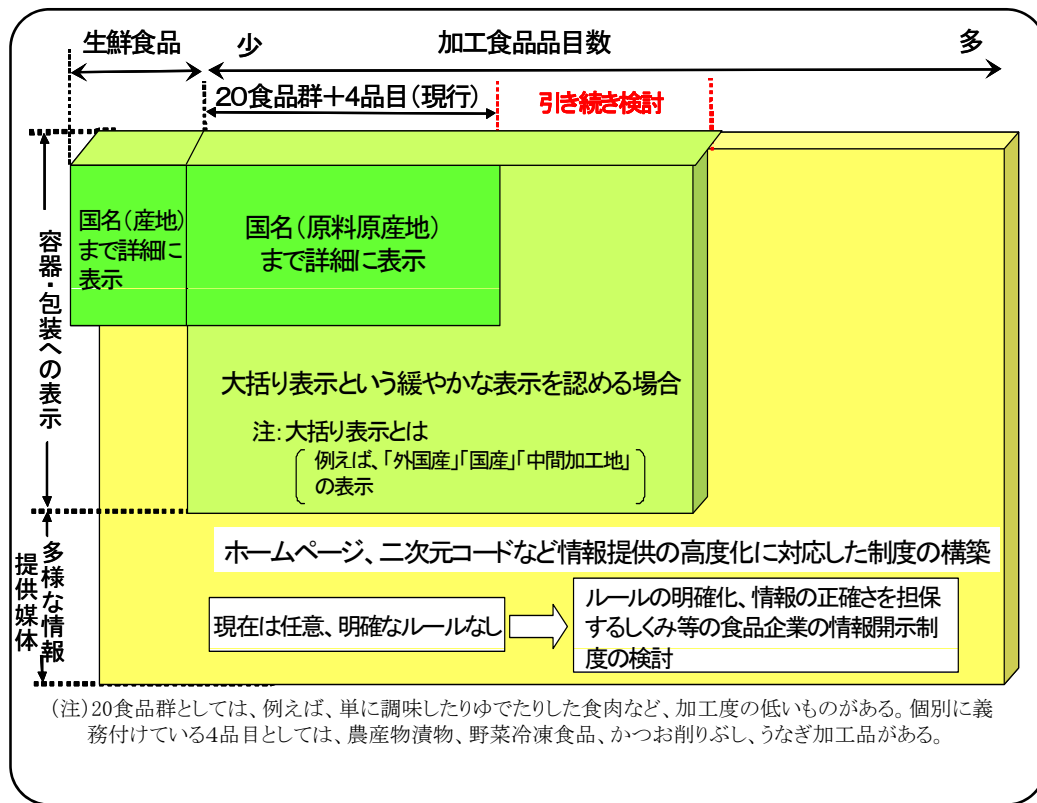 生鮮食品
少
加工食品品目数
多
20食品群+4品目(現行)
引き続き検討
容器・包装への表示
国名(産地)
まで詳細に
表示
国名(原料原産地)
まで詳細に表示
大括り表示という緩やかな表示を認める場合
注:大括り表示とは
例えば、「外国産」「国産」「中間加工地」
の表示
多様な情報
提供媒体
ホームページ、二次元コードなど情報提供の高度化に対応した制度の構築
現在は任意、明確なルールなし
ルールの明確化、情報の正確さを担保
するしくみ等の食品企業の情報開示制
度の検討
(注)20食品群としては、例えば、単に調味したりゆでたりした食肉など、加工度の低いものがある。個別に義
務付けている4品目としては、農産物漬物、野菜冷凍食品、かつお削りぶし、うなぎ加工品がある。